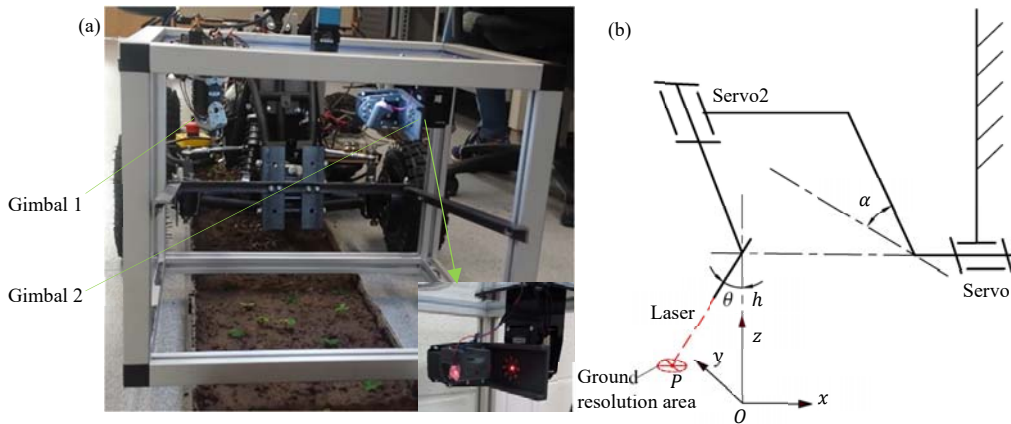 (a)
Gimbal 1
Gimbal 2
(b)
Servo2
α
Servo
θ
h
Laser
z
y
Ground
resolution area
P
O
x